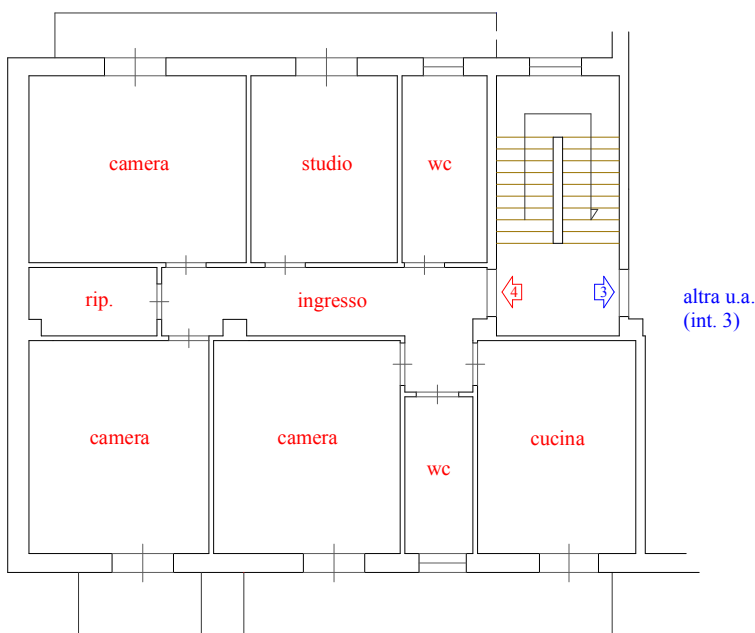 camera
studio
wc
rip.
ingresso
4
3
altra u.a.
(int. 3)
camera
camera
wc
cucina